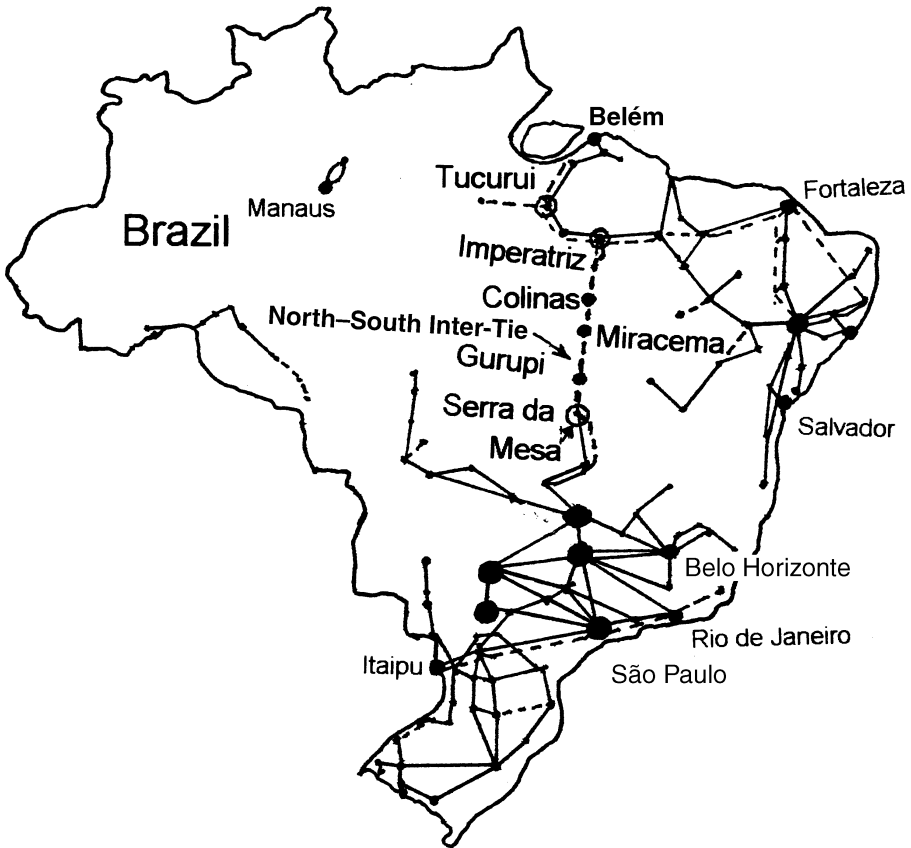 Belém
Tucurui
Fortaleza
Manaus
Brazil
Imperatriz
Colinas
North–South Inter-Tie
Miracema
Gurupi
Serra da
Mesa
Salvador
Belo Horizonte
Rio de Janeiro
Itaipu
São Paulo